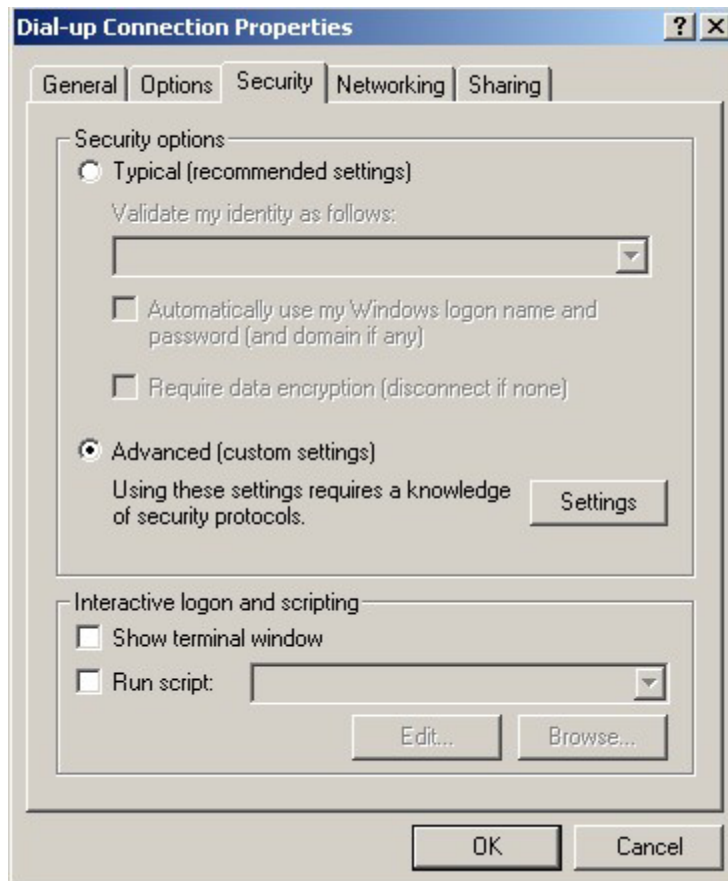 Dial-up Connection Properties
General Options Security Networking Sharing
Security options
Typical (recommended settings)
Validate my identity as follows:
Automatically use my Windows logon name and
password (and domain if any)
Require data encryption (disconnect if none)
Advanced (custom settings)
Using these settings requires a knowledge
of security protocols.
Settings
Interactive logon and scripting
Show terminal window
Run script:
Edit... Browse...
OK Cancel